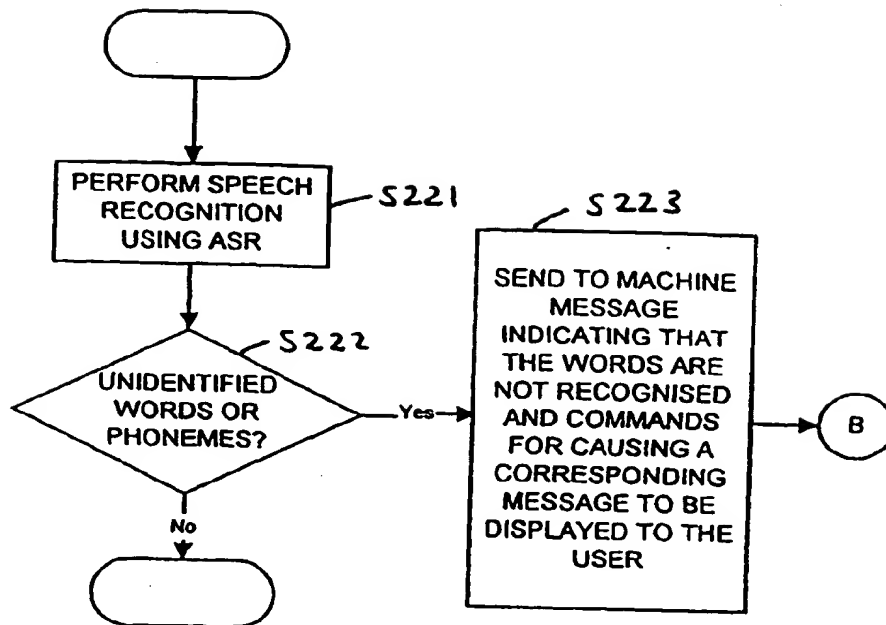 PERFORM SPEECH
RECOGNITION
USING ASR
S221
UNIDENTIFIED
WORDS OR
PHONEMES?
S222
Yes
No
S223
SEND TO MACHINE
MESSAGE
INDICATING THAT
THE WORDS ARE
NOT RECOGNISED
AND COMMANDS
FOR CAUSING A
CORRESPONDING
MESSAGE TO BE
DISPLAYED TO THE
USER
B